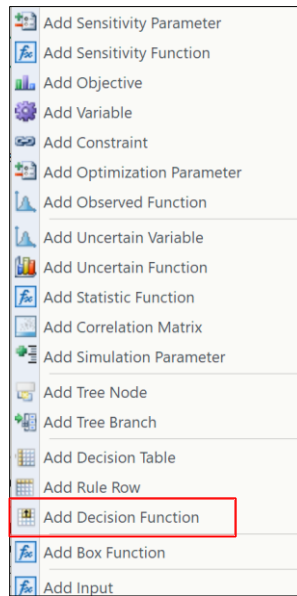 Add Sensitivity Parameter
Add Sensitivity Function
Add Objective
Add Variable
Add Constraint
Add Optimization Parameter
Add Observed Function
Add Uncertain Variable
Add Uncertain Function
Add Statistic Function
Add Correlation Matrix
Add Simulation Parameter
Add Tree Node
Add Tree Branch
Add Decision Table
Add Rule Row
Add Decision Function
Add Box Function
Add Input